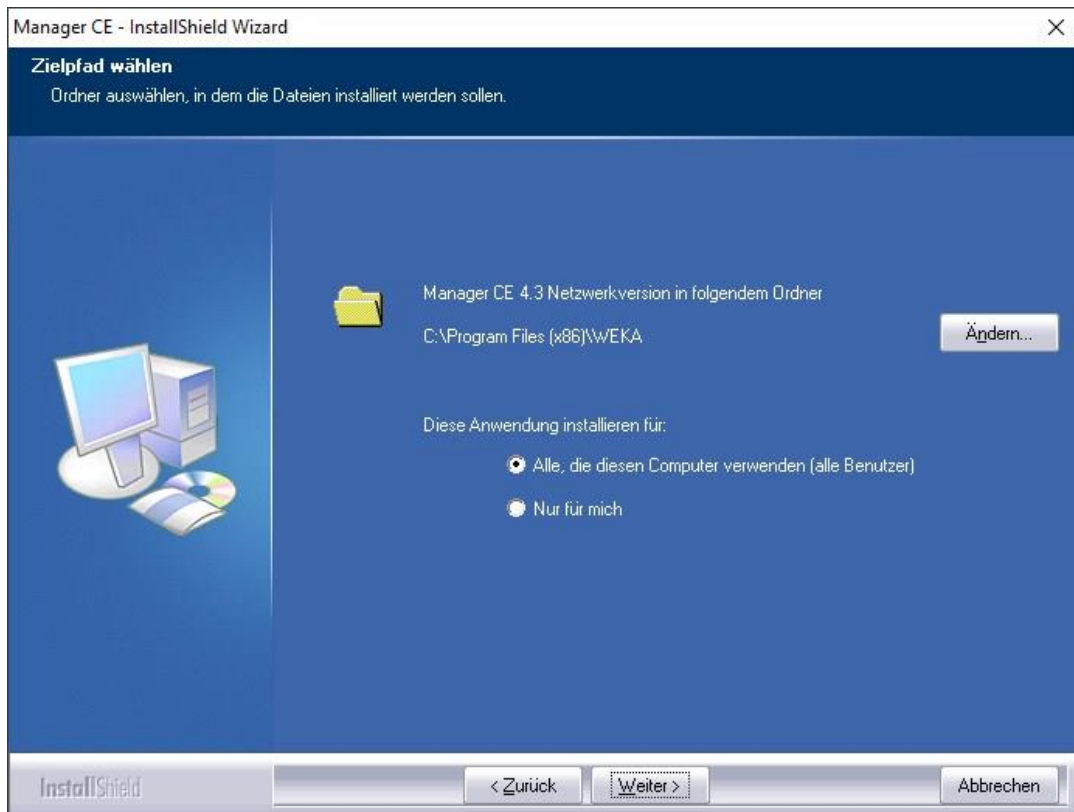 Manager CE - InstallShield Wizard
Zielpfad wählen
Ordner auswählen, in dem die Dateien installiert werden sollen.
Manager CE 4.3 Netzwerkversion in folgendem Ordner
C:\Program Files (x86)\WEKA
Ändern...
Diese Anwendung installieren für:
Alle, die diesen Computer verwenden (alle Benutzer)
Nur für mich
InstallShield
< Zurück
Weiter >
Abbrechen